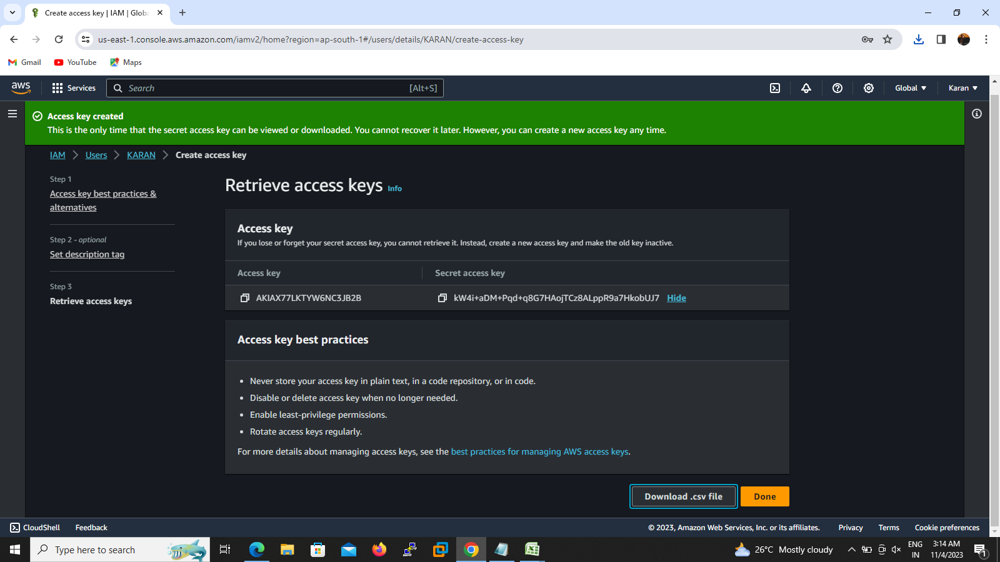 Create access key | IAM | Globa
us-east-1.console.aws.amazon.com/iamv2/home?region=ap-south-1#/users/details/KARAN/create-access-key
Gmail YouTube Maps
aws Services Search [Alt+S] Global Karan
Access key created
This is the only time that the secret access key can be viewed or downloaded. You cannot recover it later. However, you can create a new access key any time.
IAM Users KARAN Create access key
Step 1
Access key best practices &
alternatives
Step 2 - optional
Set description tag
Step 3
Retrieve access keys
Retrieve access keys Info
Access key
If you lose or forget your secret access key, you cannot retrieve it. Instead, create a new access key and make the old key inactive.
Access key Secret access key
AKIAX77LKTYW6NC3JB2B kW4i+aDM+Pqd+q8G7HAojTCz8ALppR9a7HkobUJ7 Hide
Access key best practices
• Never store your access key in plain text, in a code repository, or in code.
• Disable or delete access key when no longer needed.
• Enable least-privilege permissions.
• Rotate access keys regularly.
For more details about managing access keys, see the best practices for managing AWS access keys.
Download .csv file Done
CloudShell Feedback © 2023, Amazon Web Services, Inc. or its affiliates. Privacy Terms Cookie preferences
Type here to search 26°C Mostly cloudy ENG 3:14 AM
IN 11/4/2023 1